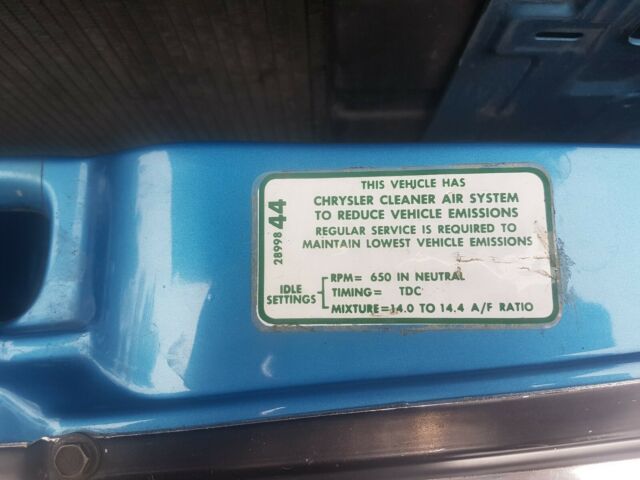 THIS VEHICLE HAS
CHRYSLER CLEANER AIR SYSTEM
TO REDUCE VEHICLE EMISSIONS
REGULAR SERVICE IS REQUIRED TO
MAINTAIN LOWEST VEHICLE EMISSIONS
2899844
IDLE SETTINGS
RPM= 650 IN NEUTRAL
TIMING= TDC
MIXTURE=14.0 TO 14.4 A/F RATIO